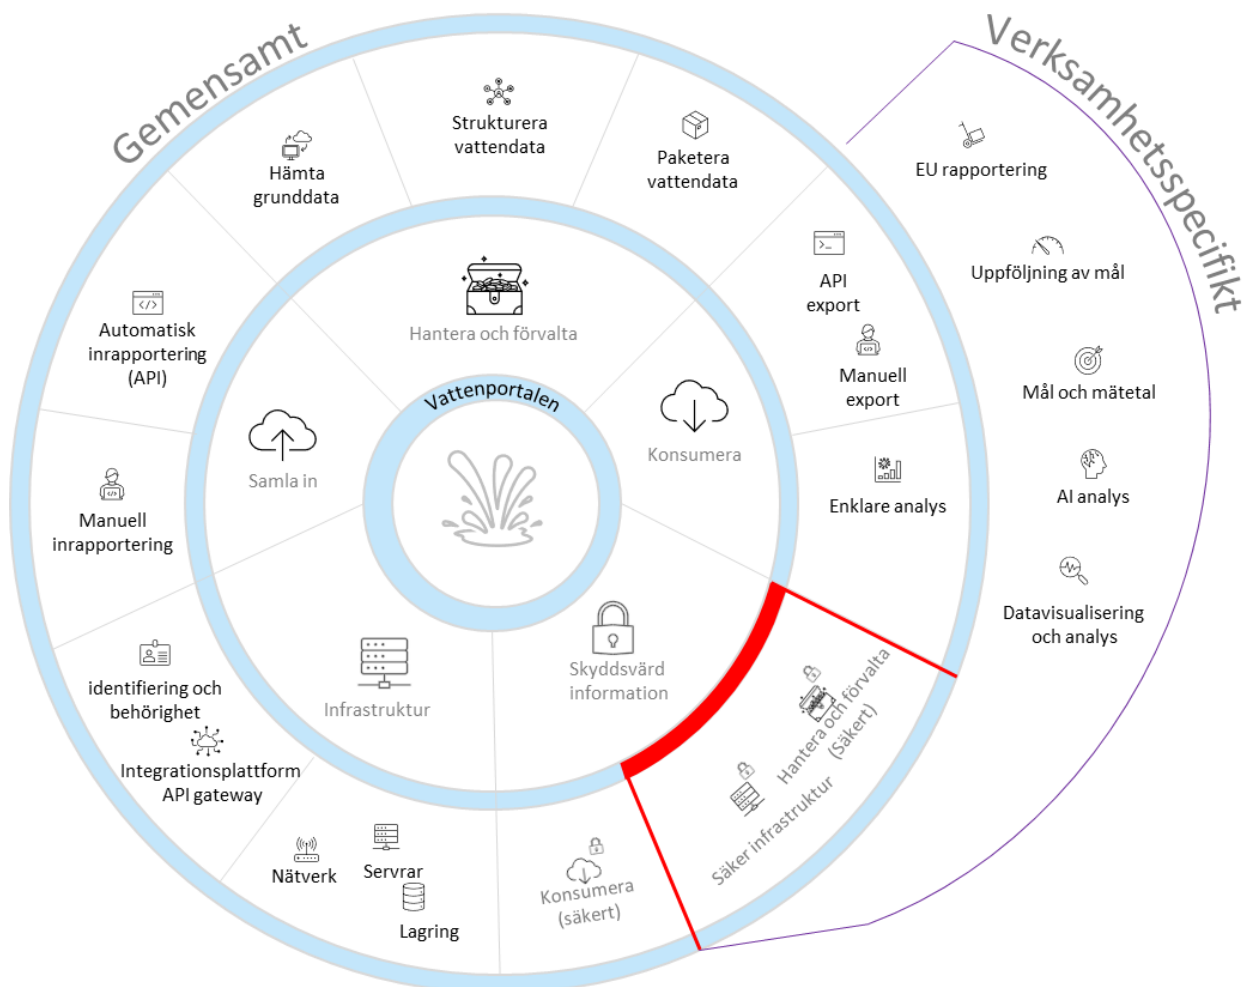 Gemensamt
Verksamhetsspecifikt
Strukturera
vattendata
Hämta
grunddata
Paketera
vattendata
EU rapportering
Uppföljning av mål
API
export
Manuell
export
Automatisk
inrapportering
(API)
Hantera och förvalta
Vattenportalen
Mål och mätetal
Konsumera
Samla in
AI analys
Enklare analys
Manuell
inrapportering
Datavisualisering
och analys
Skyddsvärd
information
Infrastruktur
identifiering och
behörighet
Integrationsplattform
API gateway
Hantera och förvalta
(Säkert)
Säker infrastruktur
Nätverk
Servrar
Lagring
Konsumera
(säkert)